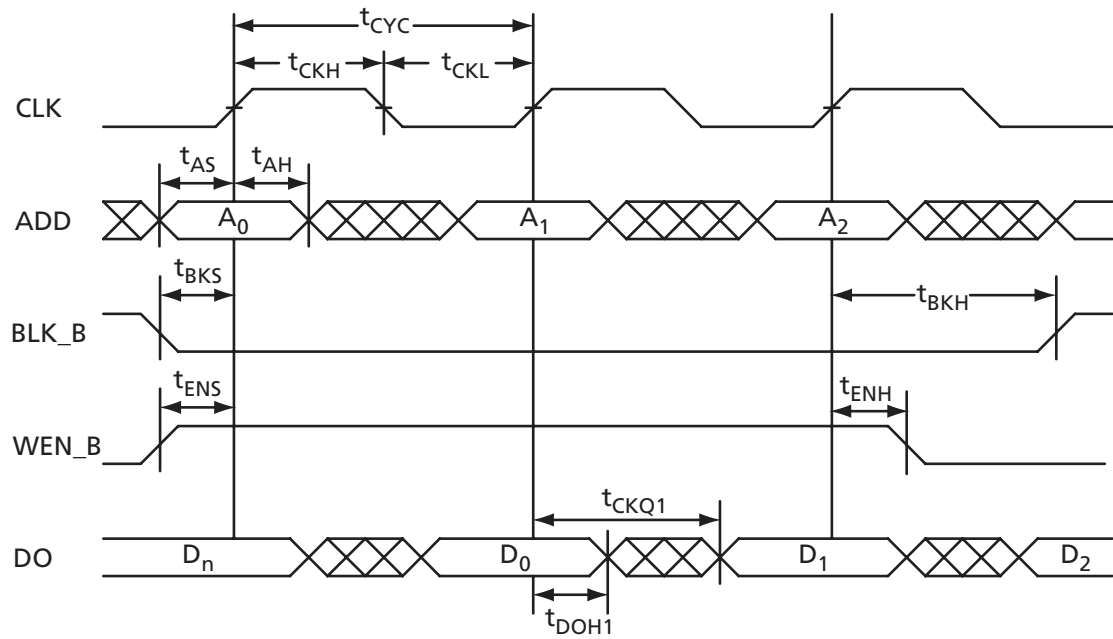 tCYC
tCKH tCKL
CLK
tAS tAH
ADD A0 A1 A2
tBKS tBKH
BLK_B
tENS tENH
WEN_B
tCKQ1
DO Dn D0 D1 D2
tDOH1